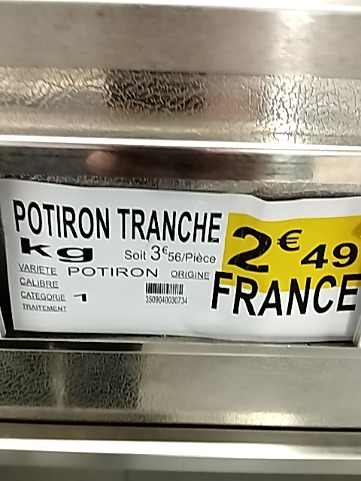 POTIRON TRANCHE
kg Soit 3€56/Pièce
2€49
VARIETE POTIRON ORIGINE FRANCE
CALIBRE
CATEGORIE 1
TRAITEMENT
3509040030734